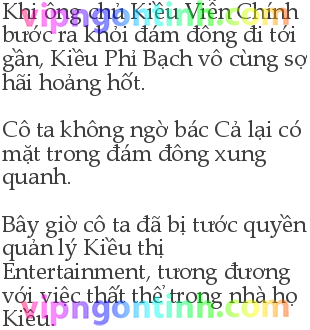 Khi ông chủ Kiều Viễn Chính
bước ra khỏi đám đông đi tới
gần, Kiều Phỉ Bạch vô cùng sợ
hãi hoảng hốt.
Cô ta không ngờ bác Cả lại có
mặt trong đám đông xung
quanh.
Bây giờ cô ta đã bị tước quyền
quản lý Kiều thị
Entertainment, tương đương
với việc thất thế trong nhà họ
Kiều.
vipngontinh.com
vipngontinh.com